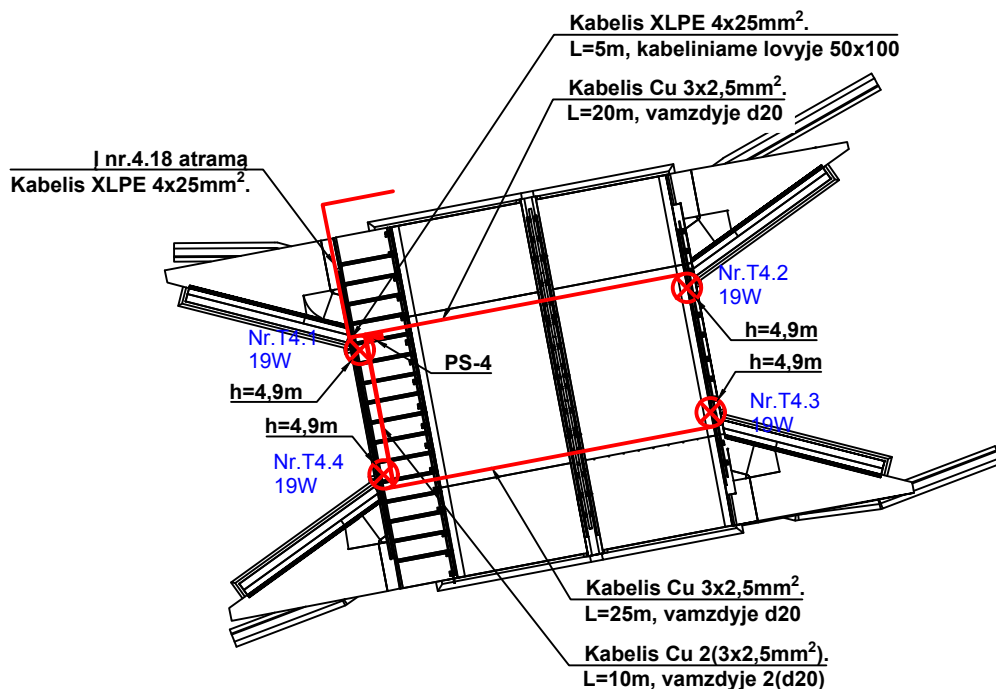 Kabelis XLPE 4x25mm².
L=5m, kabeliniame lovyje 50x100
Kabelis Cu 3x2,5mm².
L=20m, vamzdyje d20
Į nr.4.18 atramą
Kabelis XLPE 4x25mm².
Nr.T4.2
19W
h=4,9m
Nr.T4.1
19W
PS-4
h=4,9m
h=4,9m
Nr.T4.3
19W
h=4,9m
Nr.T4.4
19W
Kabelis Cu 3x2,5mm².
L=25m, vamzdyje d20
Kabelis Cu 2(3x2,5mm²).
L=10m, vamzdyje 2(d20)